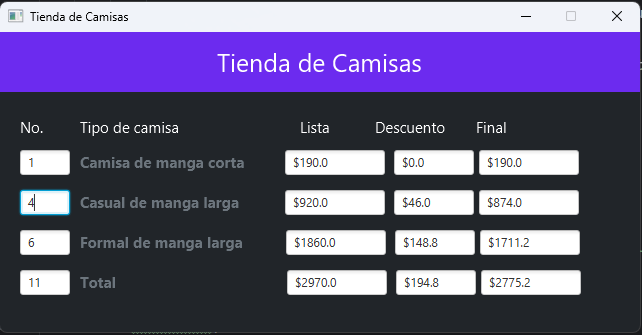 Tienda de Camisas
Tienda de Camisas
No. Tipo de camisa Lista Descuento Final
1 Camisa de manga corta $190.0 $0.0 $190.0
4 Casual de manga larga $920.0 $46.0 $874.0
6 Formal de manga larga $1860.0 $148.8 $1711.2
11 Total $2970.0 $194.8 $2775.2